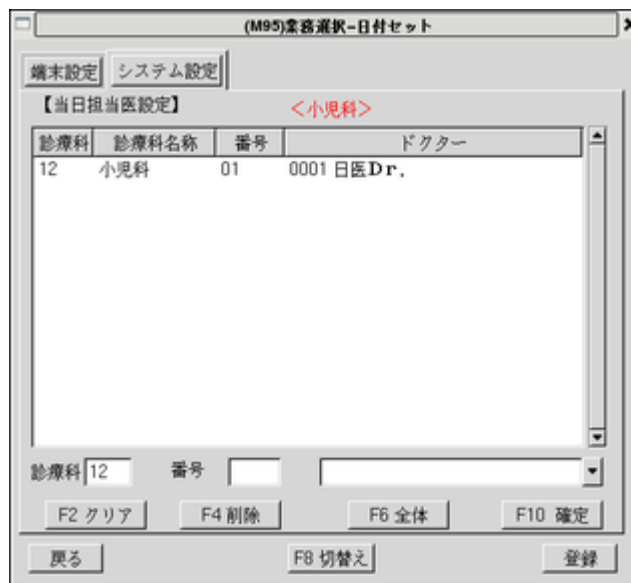 (M95)業務選択-日付セット
端末設定 システム設定
【当日担当医設定】 <小児科>
診療科 診療科名称 番号 ドクター
12 小児科 01 0001 日医Dr.
診療科 12 番号
F2 クリア F4 削除 F6 全体 F10 確定
戻る F8 切替え 登録